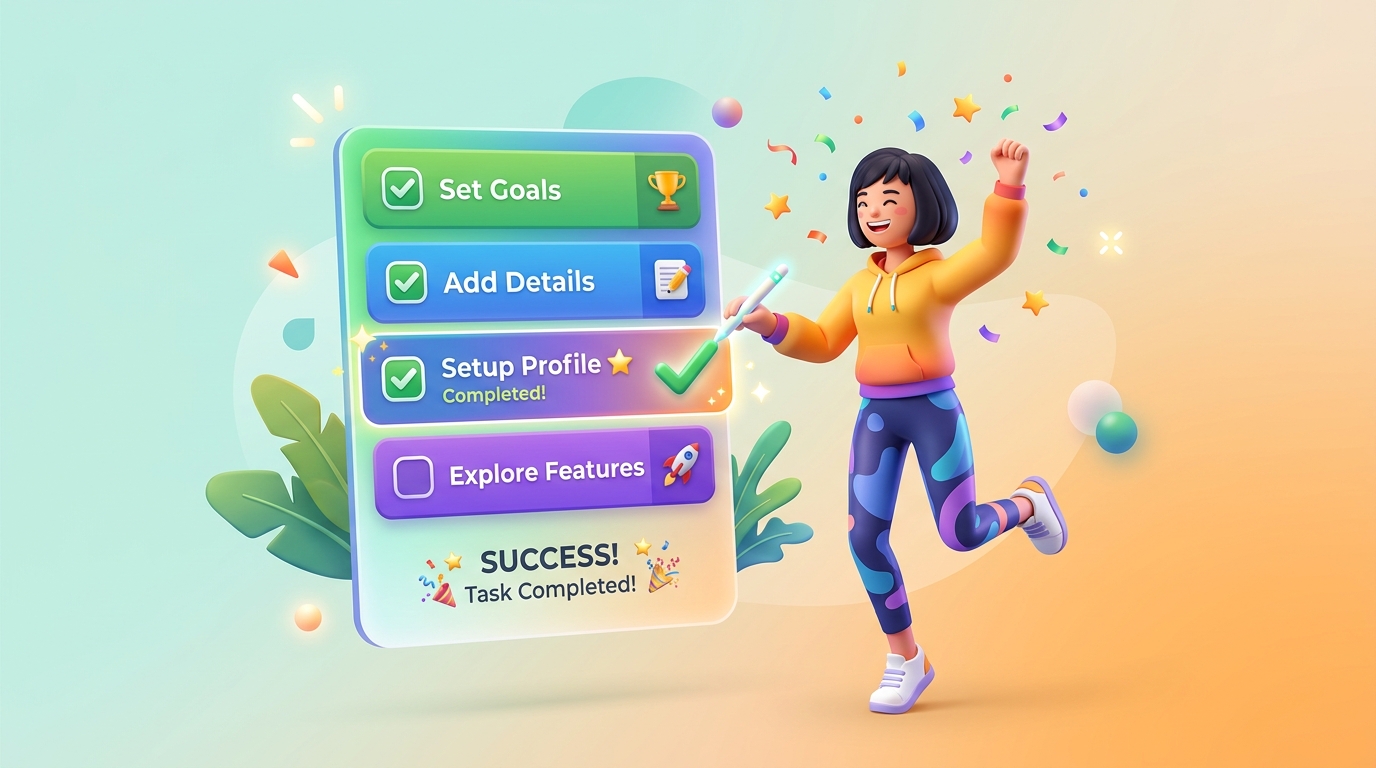 Set Goals
Add Details
Setup Profile
Completed!
Explore Features
SUCCESS!
Task Completed!